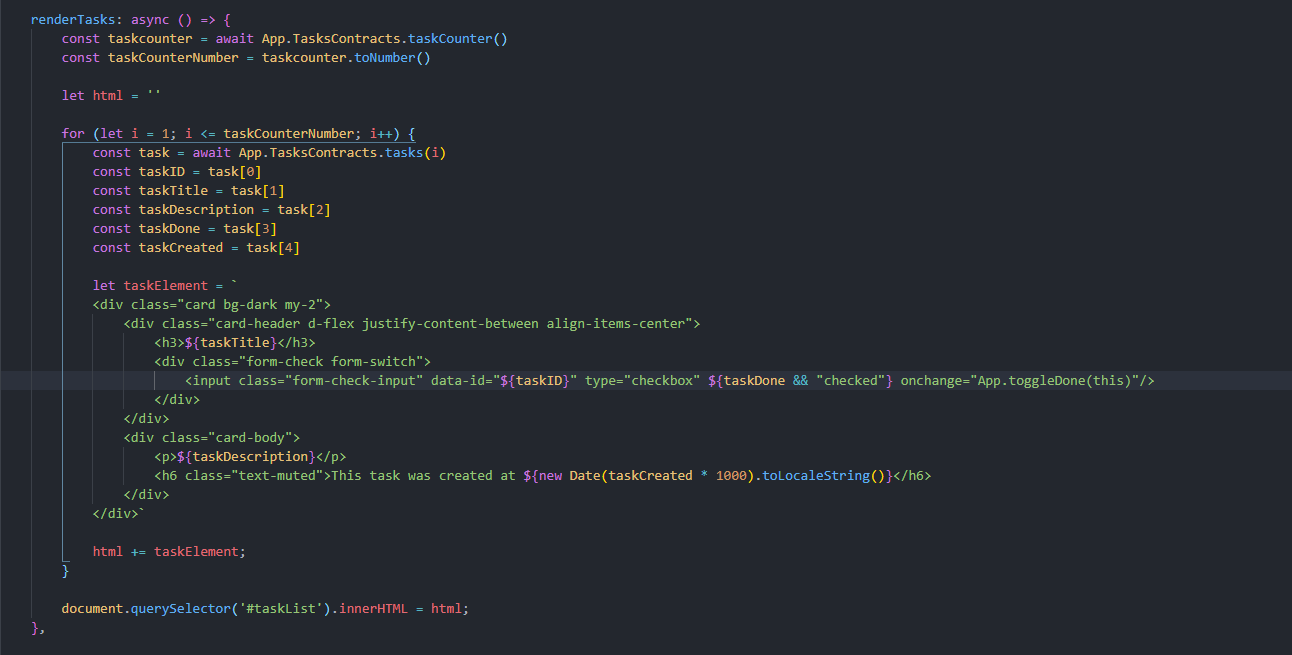 renderTasks: async () => {
const taskcounter = await App.TasksContracts.taskCounter()
const taskCounterNumber = taskcounter.toNumber()
let html = ''
for (let i = 1; i <= taskCounterNumber; i++) {
const task = await App.TasksContracts.tasks(i)
const taskID = task[0]
const taskTitle = task[1]
const taskDescription = task[2]
const taskDone = task[3]
const taskCreated = task[4]
let taskElement = `
<div class="card bg-dark my-2">
<div class="card-header d-flex justify-content-between align-items-center">
<h3>${taskTitle}</h3>
<div class="form-check form-switch">
<input class="form-check-input" data-id="${taskID}" type="checkbox" ${taskDone && "checked"} onchange="App.toggleDone(this)"/>
</div>
</div>
<div class="card-body">
<p>${taskDescription}</p>
<h6 class="text-muted">This task was created at ${new Date(taskCreated * 1000).toLocaleString()}</h6>
</div>
</div>`
html += taskElement;
}
document.querySelector('#taskList').innerHTML = html;
},